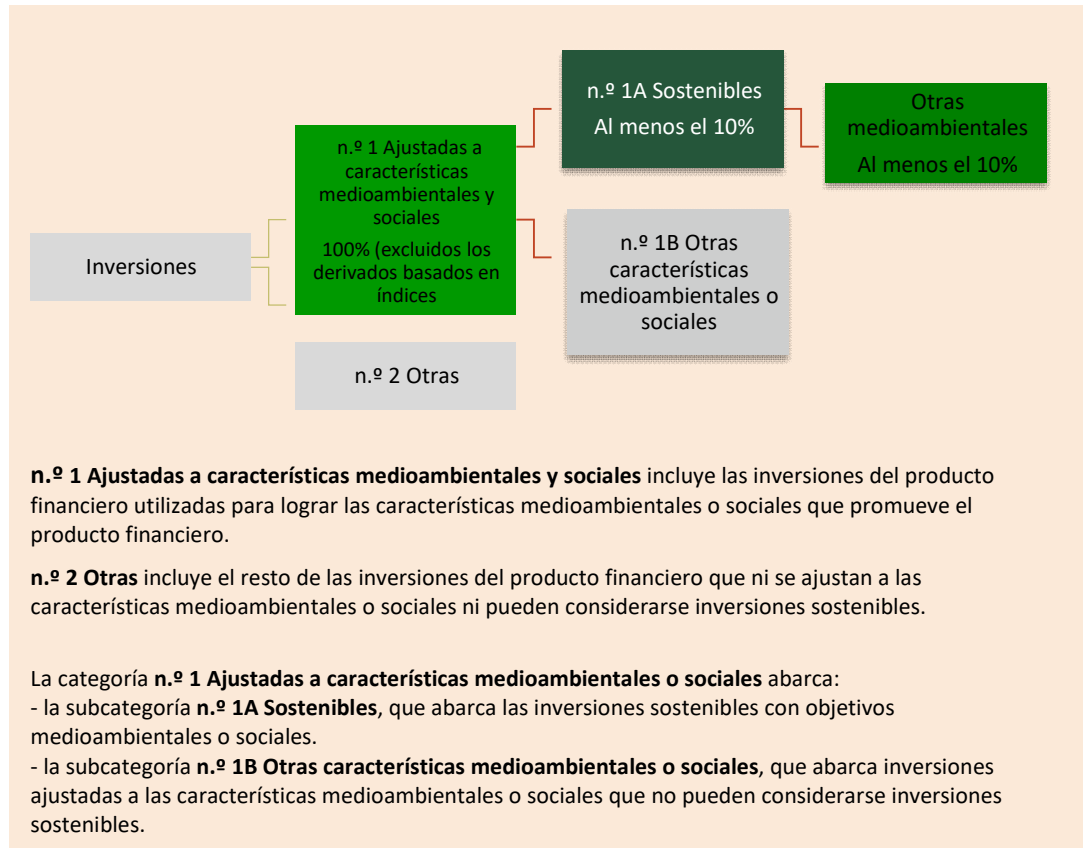 Inversiones
n.º 1 Ajustadas a
características
medioambientales y
sociales
100% (excluidos los
derivados basados en
índices
n.º 2 Otras
n.º 1A Sostenibles
Al menos el 10%
n.º 1B Otras
características
medioambientales o
sociales
Otras
medioambientales
Al menos el 10%
n.º 1 Ajustadas a características medioambientales y sociales incluye las inversiones del producto
financiero utilizadas para lograr las características medioambientales o sociales que promueve el
producto financiero.
n.º 2 Otras incluye el resto de las inversiones del producto financiero que ni se ajustan a las
características medioambientales o sociales ni pueden considerarse inversiones sostenibles.
La categoría n.º 1 Ajustadas a características medioambientales o sociales abarca:
- la subcategoría n.º 1A Sostenibles, que abarca las inversiones sostenibles con objetivos
medioambientales o sociales.
- la subcategoría n.º 1B Otras características medioambientales o sociales, que abarca inversiones
ajustadas a las características medioambientales o sociales que no pueden considerarse inversiones
sostenibles.